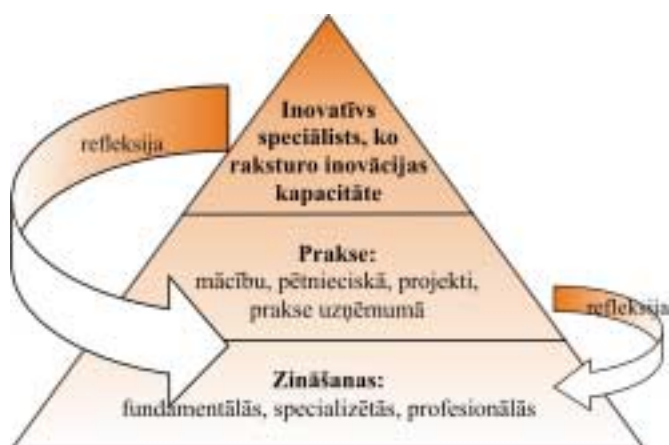 Inovatīvs
speciālists, ko
raksturo inovācijas
kapacitāte
refleksija
Prakse:
mācību, pētnieciskā, projekti,
prakse uzņēmumā
refleksija
Zināšanas:
fundamentālās, specializētās, profesionālās